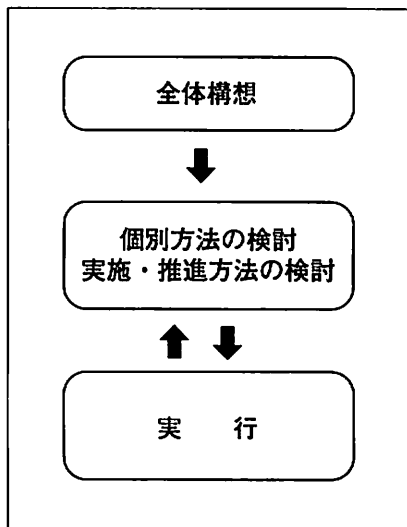 全体構想
個別方法の検討
実施・推進方法の検討
実　　行